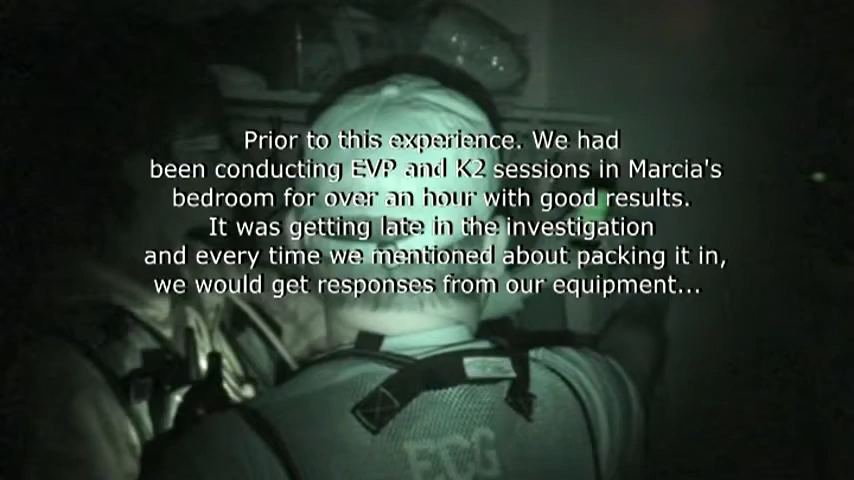 Prior to this experience. We had
been conducting EVP and K2 sessions in Marcia's
bedroom for over an hour with good results.
It was getting late in the investigation
and every time we mentioned about packing it in,
we would get responses from our equipment...
ECG